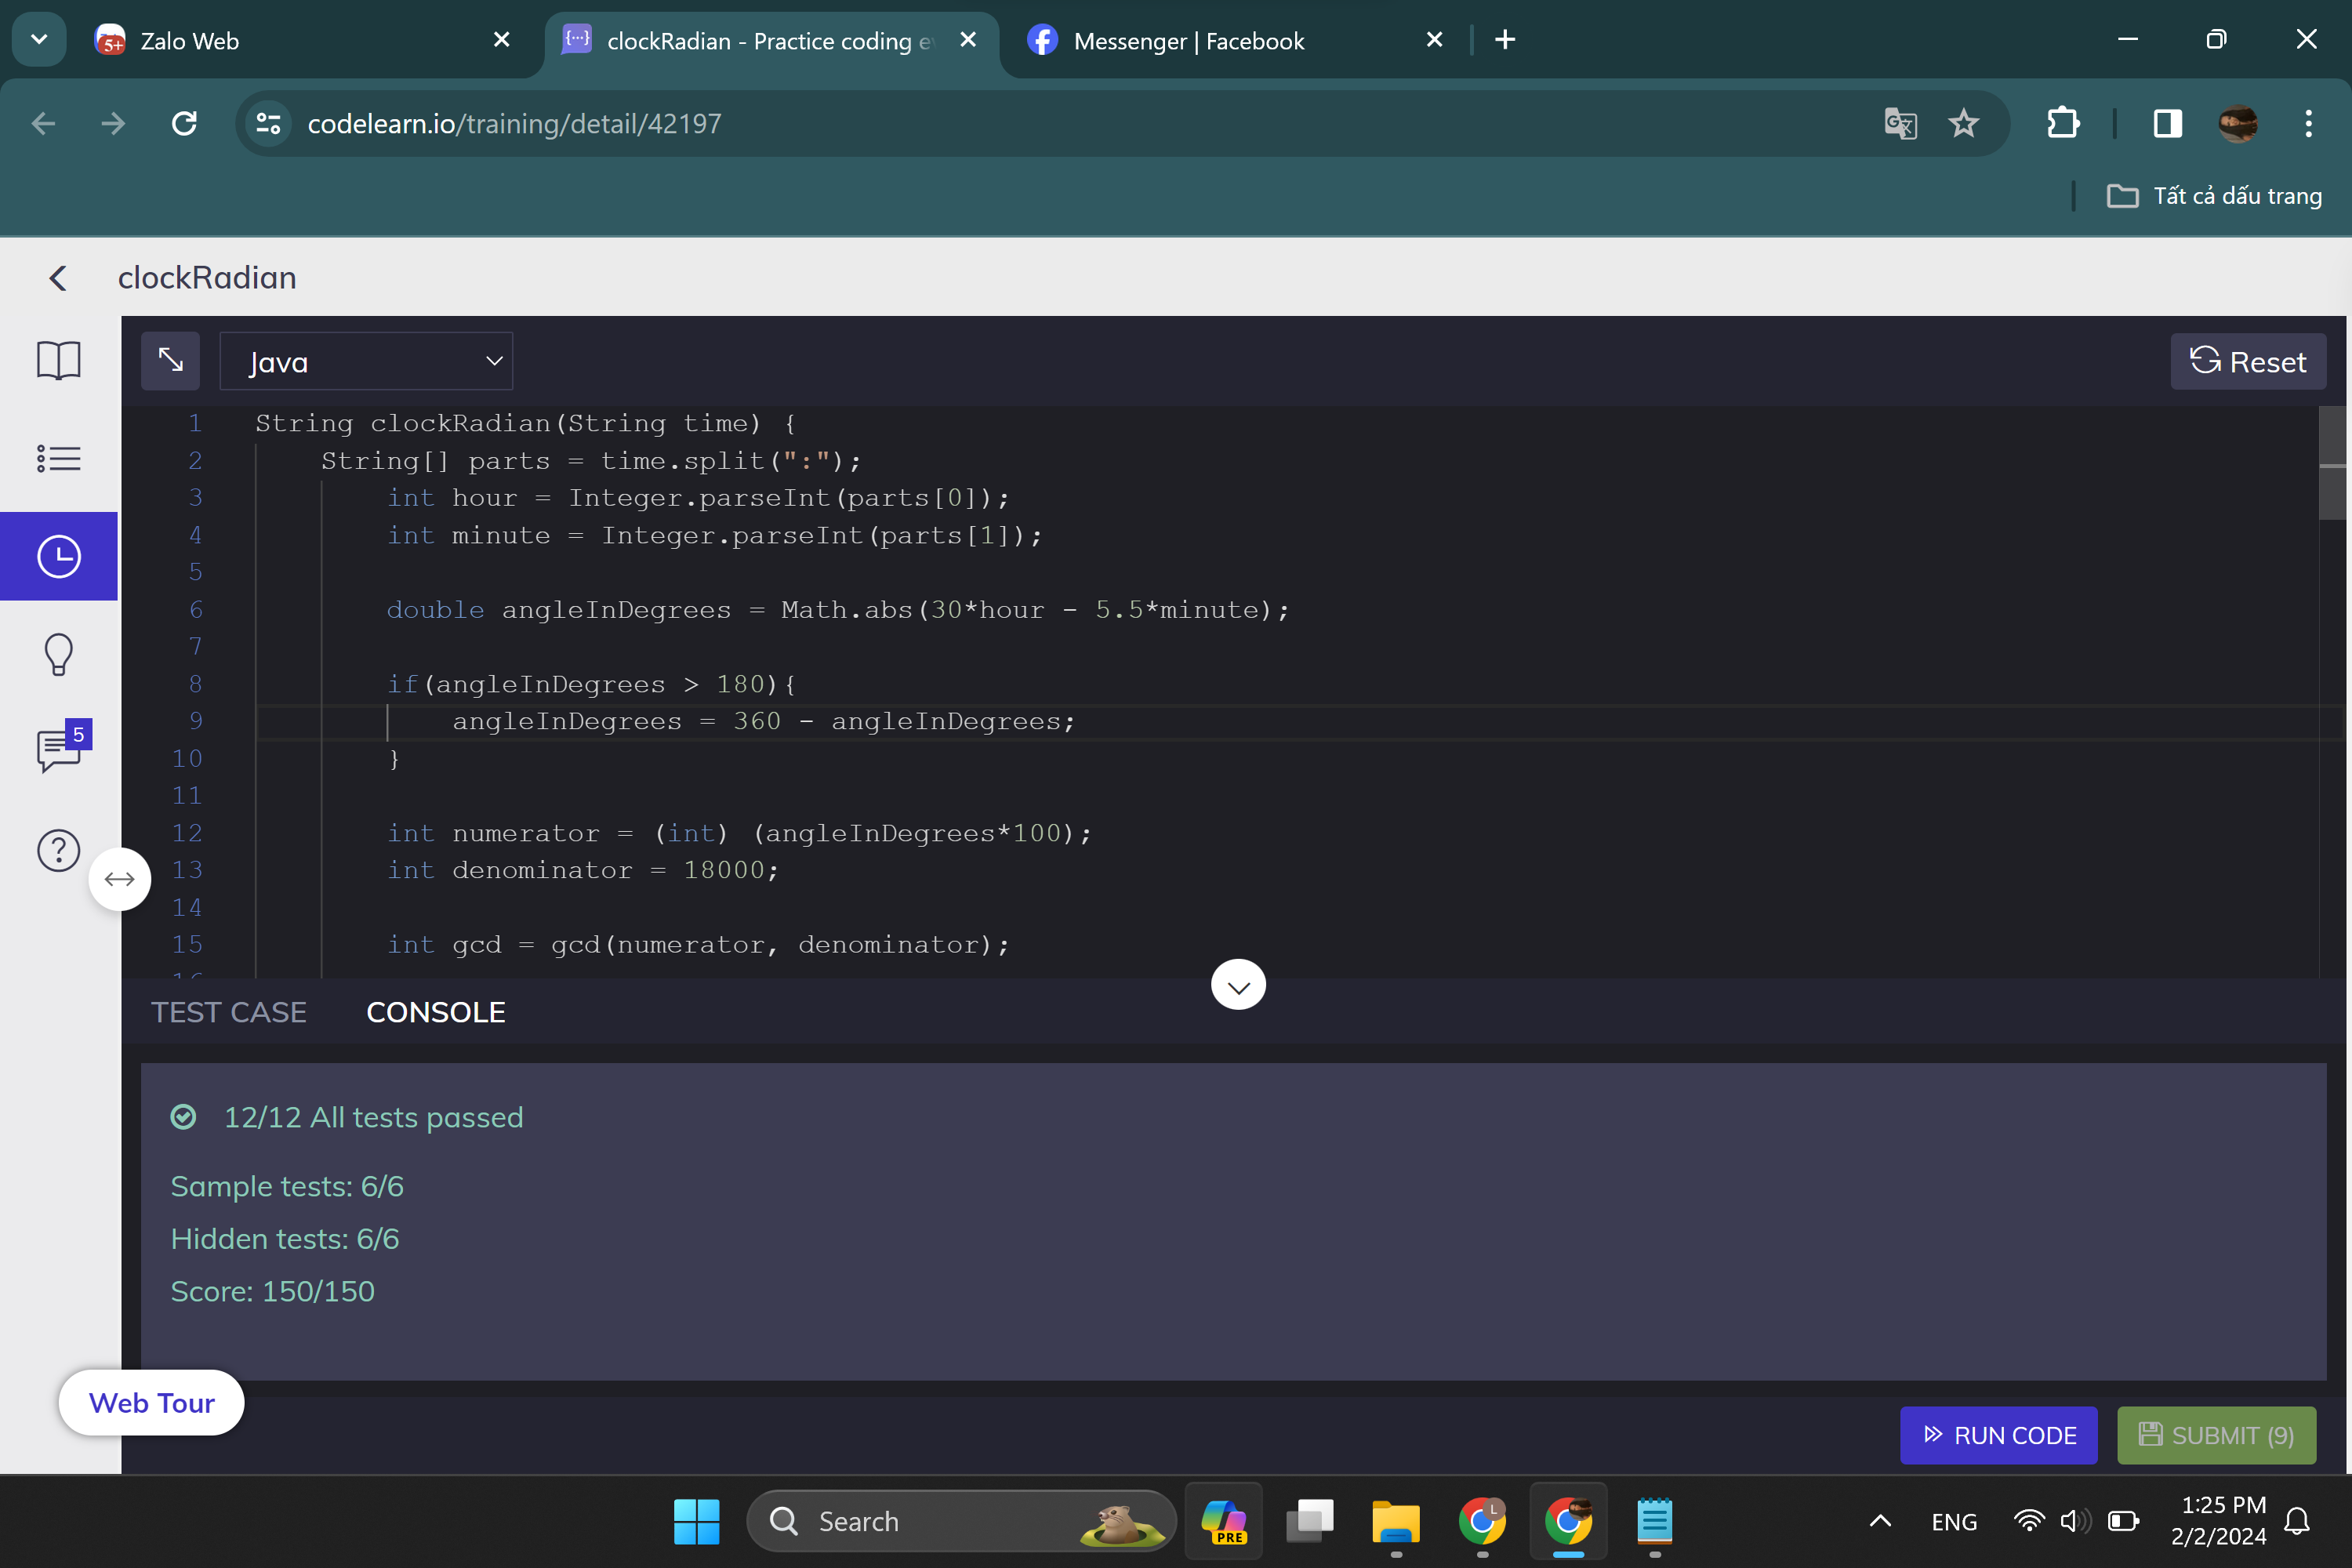 5+ Zalo Web
{···} clockRadian - Practice coding e
Messenger | Facebook
codelearn.io/training/detail/42197
Tất cả dấu trang
clockRadian
Java
Reset
1 String clockRadian(String time) {
2 String[] parts = time.split(":");
3 int hour = Integer.parseInt(parts[0]);
4 int minute = Integer.parseInt(parts[1]);
5
6 double angleInDegrees = Math.abs(30*hour - 5.5*minute);
7
8 if(angleInDegrees > 180){
9 angleInDegrees = 360 - angleInDegrees;
10 }
11
12 int numerator = (int) (angleInDegrees*100);
13 int denominator = 18000;
14
15 int gcd = gcd(numerator, denominator);
5
TEST CASE CONSOLE
12/12 All tests passed
Sample tests: 6/6
Hidden tests: 6/6
Score: 150/150
Web Tour
RUN CODE
SUBMIT (9)
Search
PRE
L
ENG
1:25 PM
2/2/2024